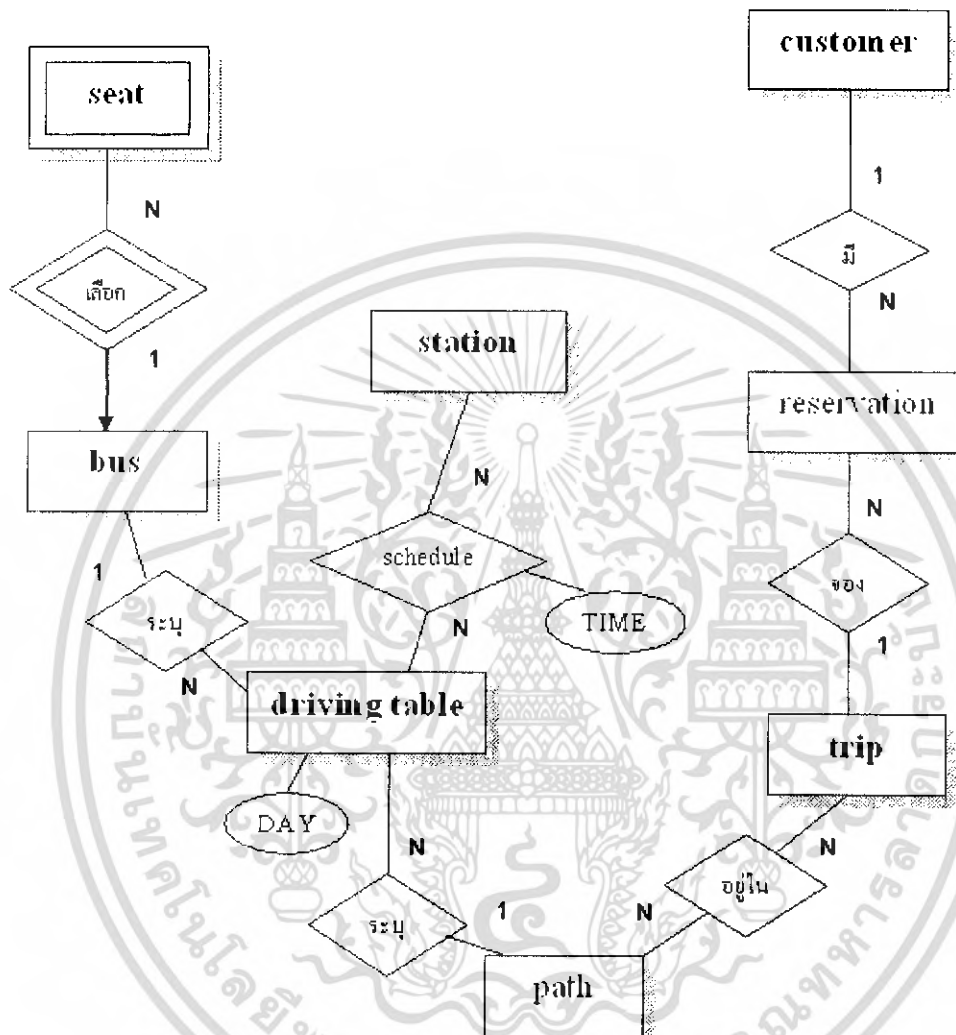 seat
customer
N
1
เลือก
มี
1
N
station
bus
reservation
N
N
schedule
1
ระบุ
จอง
TIME
N
N
1
driving table
trip
DAY
N
N
อยู่ใน
ระบุ
1
N
path